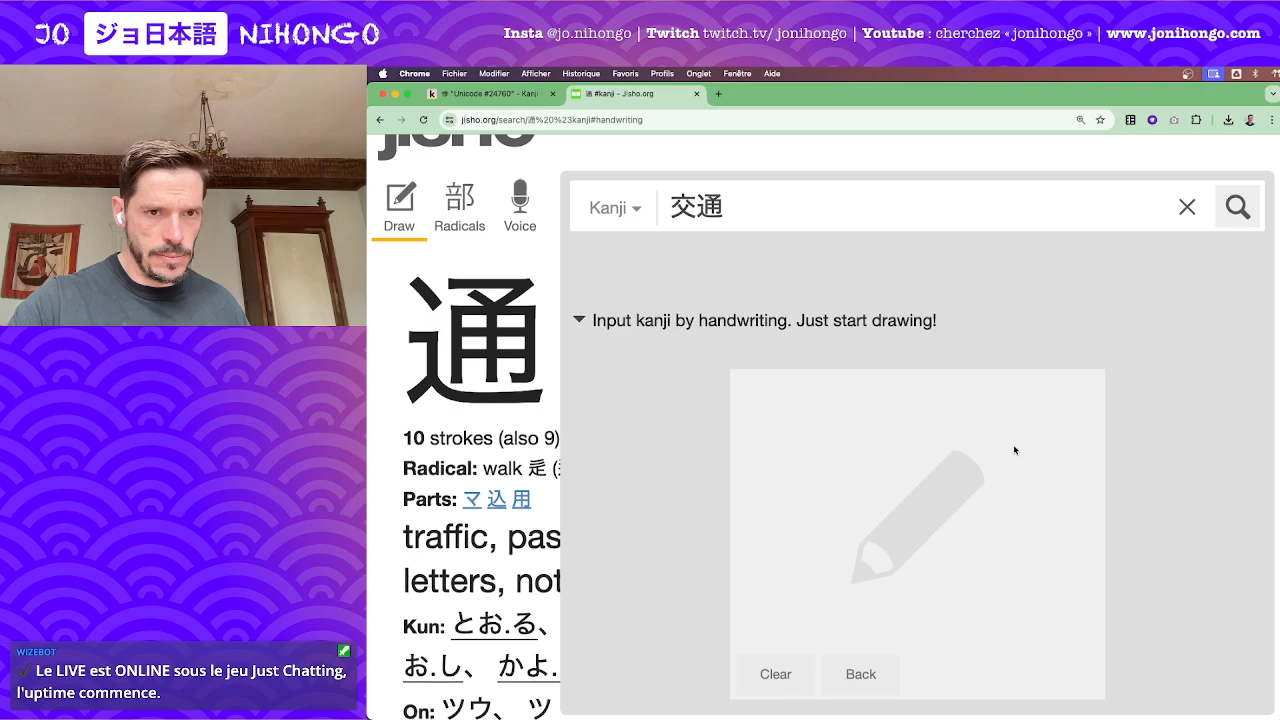 JO ジョ日本語 NIHONGO
Insta @jo.nihongo | Twitch twitch.tv/jonihongo | Youtube : cherchez « jonihongo » | www.jonihongo.com
Chrome Fichier Modifier Afficher Historique Favoris Profils Onglet Fenêtre Aide
"Unicode #24760" - Kanji
通 #kanji - Jisho.org
jisho.org/search/通%20%23kanji#handwriting
jisho
Draw
部
Radicals
Voice
Kanji
交通
Input kanji by handwriting. Just start drawing!
Clear
Back
通
10 strokes (also 9)
Radical: walk 辵 (
Parts: マ 込 用
traffic, pas
letters, not
Kun: とお.る、
お.し、 かよ.
On: ツウ、 ツ
WIZEBOT
Le LIVE est ONLINE sous le jeu Just Chatting,
l'uptime commence.